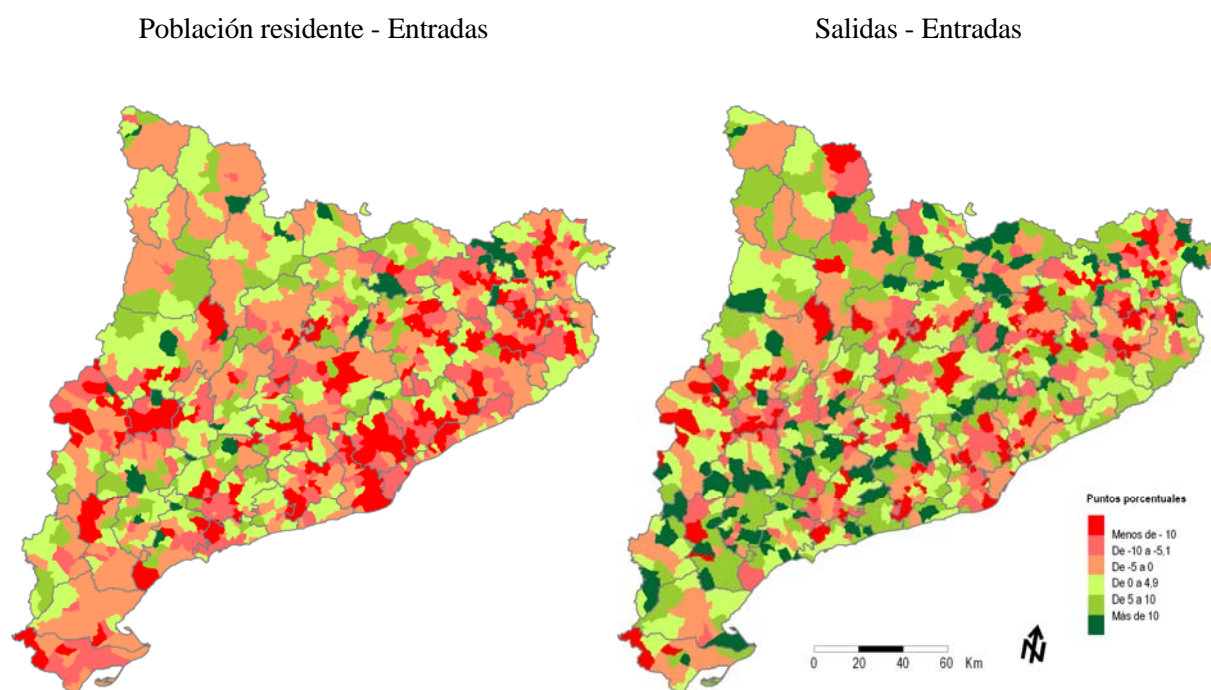 Población residente - Entradas
Salidas - Entradas
Puntos porcentuales
Menos de - 10
De -10 a -5,1
De -5 a 0
De 0 a 4,9
De 5 a 10
Más de 10
0 20 40 60 Km
N